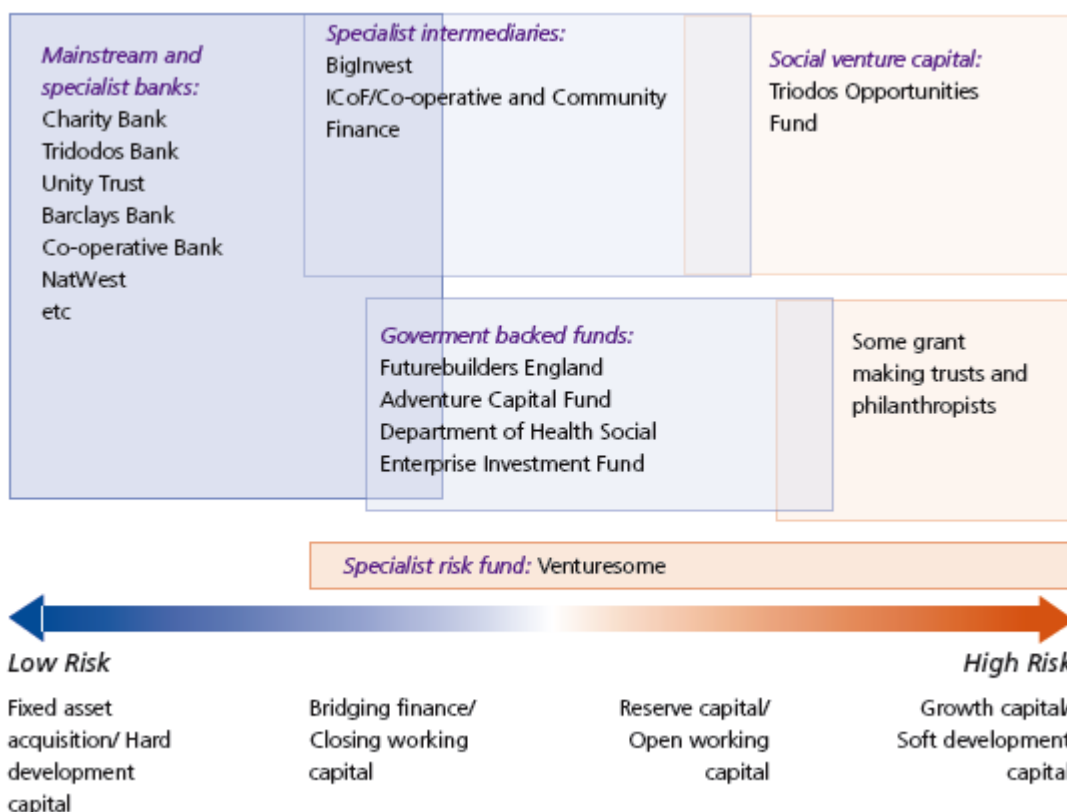 Mainstream and
specialist banks:
Charity Bank
Tridodos Bank
Unity Trust
Barclays Bank
Co-operative Bank
NatWest
etc
Specialist intermediaries:
BigInvest
ICoF/Co-operative and Community
Finance
Social venture capital:
Triodos Opportunities
Fund
Goverment backed funds:
Futurebuilders England
Adventure Capital Fund
Department of Health Social
Enterprise Investment Fund
Some grant
making trusts and
philanthropists
Specialist risk fund: Venturesome
Low Risk
High Risk
Fixed asset
acquisition/ Hard
development
capital
Bridging finance/
Closing working
capital
Reserve capital/
Open working
capital
Growth capital/
Soft development
capital